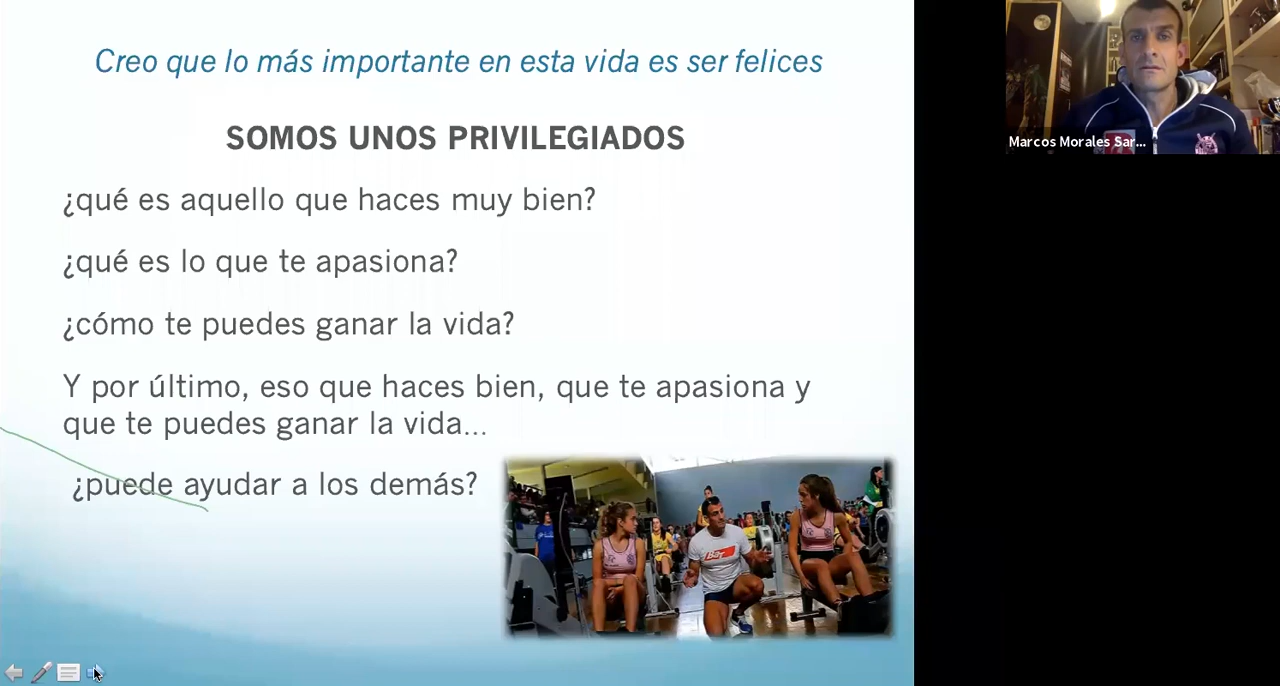 Creo que lo más importante en esta vida es ser felices
SOMOS UNOS PRIVILEGIADOS
¿qué es aquello que haces muy bien?
¿qué es lo que te apasiona?
¿cómo te puedes ganar la vida?
Y por último, eso que haces bien, que te apasiona y
que te puedes ganar la vida...
¿puede ayudar a los demás?
Bat
Marcos Morales Sar...